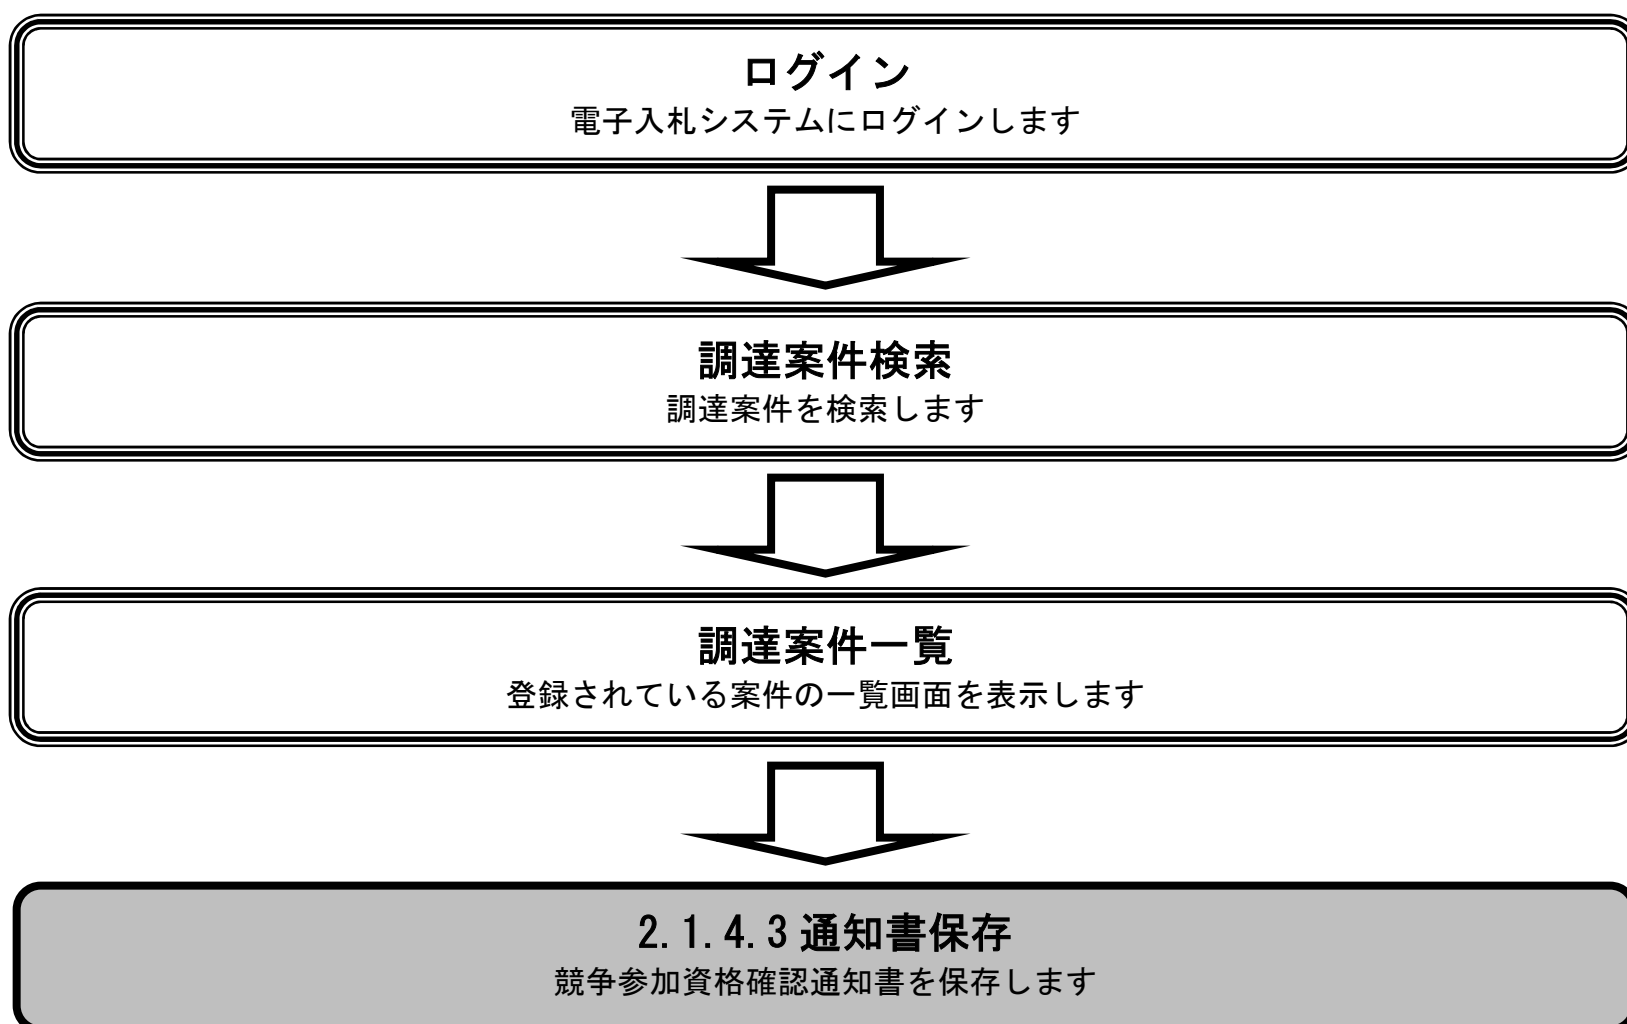 ログイン
電子入札システムにログインします
調達案件検索
調達案件を検索します
調達案件一覧
登録されている案件の一覧画面を表示します
2.1.4.3 通知書保存
競争参加資格確認通知書を保存します